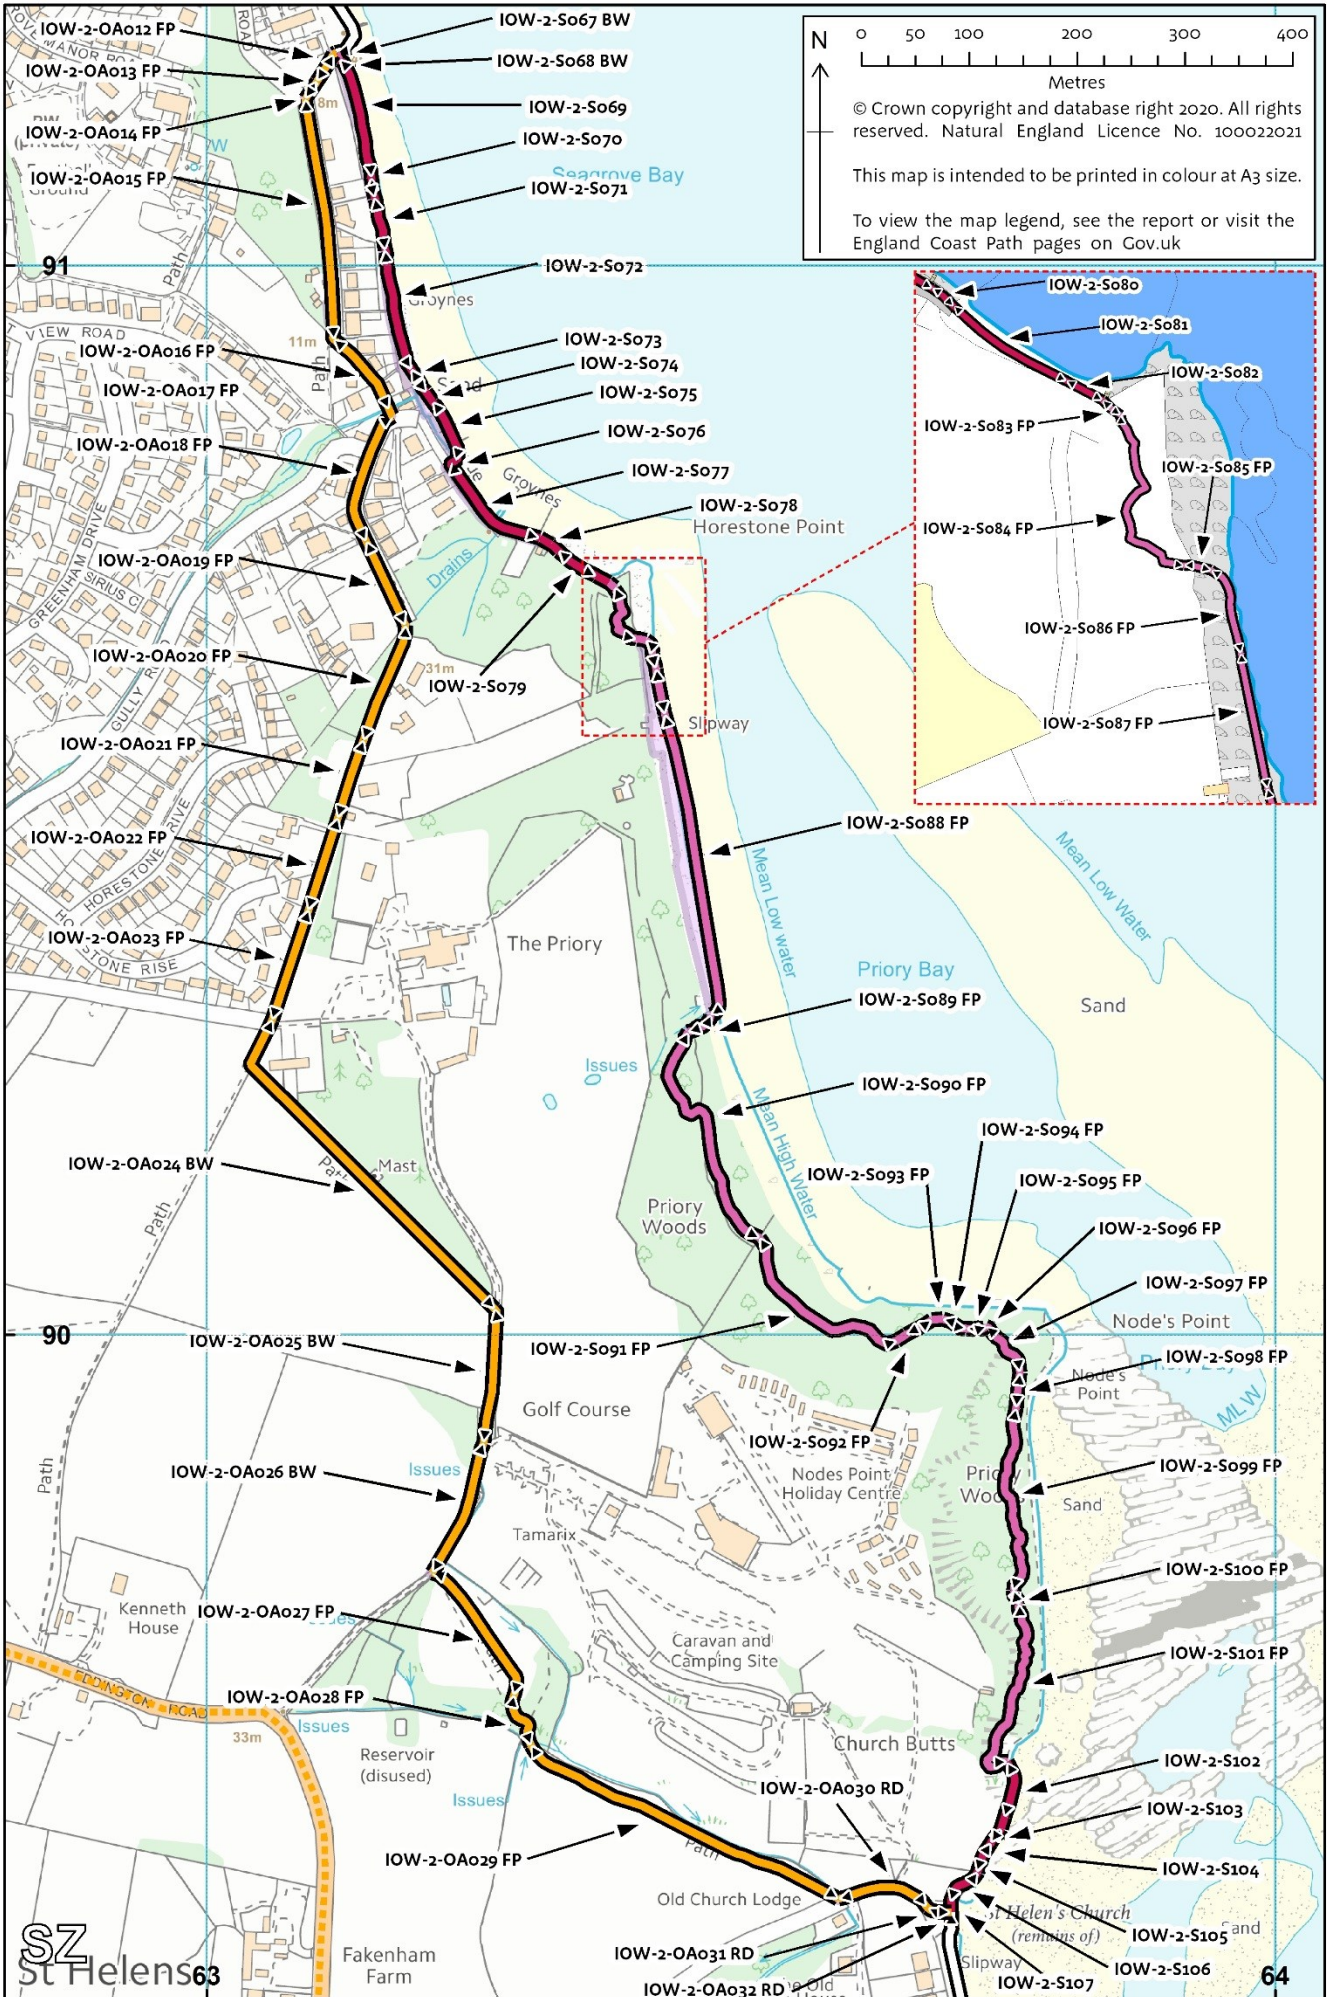 IOW-2-OA012 FP
IOW-2-OA013 FP
IOW-2-OA014 FP
IOW-2-OA015 FP
IOW-2-S067 BW
IOW-2-S068 BW
IOW-2-S069
IOW-2-S070
Seagrove Bay
IOW-2-S071
IOW-2-S072
Groynes
N
0 50 100 200 300 400
Metres
© Crown copyright and database right 2020. All rights
reserved. Natural England Licence No. 100022021
This map is intended to be printed in colour at A3 size.
To view the map legend, see the report or visit the
England Coast Path pages on Gov.uk
ROAD
MANOR
8m
Ground
Path
91
VIEW ROAD
11m
Path
IOW-2-OA016 FP
IOW-2-OA017 FP
IOW-2-OA018 FP
IOW-2-S073
IOW-2-S074
Sand
IOW-2-S075
IOW-2-S076
IOW-2-S077
Groynes
IOW-2-S078
Horestone Point
IOW-2-S080
IOW-2-S081
IOW-2-S082
IOW-2-S083 FP
IOW-2-S085 FP
IOW-2-S084 FP
IOW-2-S086 FP
IOW-2-S087 FP
GREENHAM DRIVE
SIRIUS C
IOW-2-OA019 FP
Drains
IOW-2-OA020 FP
GULLY
31m
IOW-2-S079
IOW-2-OA021 FP
Slipway
IOW-2-OA022 FP
HORESTONE DRIVE
IOW-2-S088 FP
Mean Low Water
Mean Low water
IOW-2-OA023 FP
RISE
The Priory
Priory Bay
IOW-2-S089 FP
Sand
Issues
IOW-2-S090 FP
Mean High Water
IOW-2-S094 FP
IOW-2-OA024 BW
Path
Mast
Path
IOW-2-S093 FP
IOW-2-S095 FP
Priory
Woods
IOW-2-S096 FP
IOW-2-S097 FP
90
IOW-2-OA025 BW
IOW-2-S091 FP
Node's Point
IOW-2-S098 FP
Node's
Point
MLW
Golf Course
IOW-2-S092 FP
Path
IOW-2-OA026 BW
Issues
Nodes Point
Holiday Centre
IOW-2-S099 FP
Sand
Tamarix
IOW-2-S100 FP
Kenneth
House
IOW-2-OA027 FP
Caravan and
Camping Site
IOW-2-S101 FP
EDDINGTON ROAD
IOW-2-OA028 FP
33m
Issues
Reservoir
(disused)
Church Butts
IOW-2-S102
Issues
IOW-2-OA030 RD
IOW-2-S103
IOW-2-OA029 FP
Path
IOW-2-S104
Old Church Lodge
St Helen's Church
(remains of)
Sand
IOW-2-S105
IOW-2-OA031 RD
Slipway
IOW-2-S106
IOW-2-S107
IOW-2-OA032 RD
SZ
St Helens
63
Fakenham
Farm
64